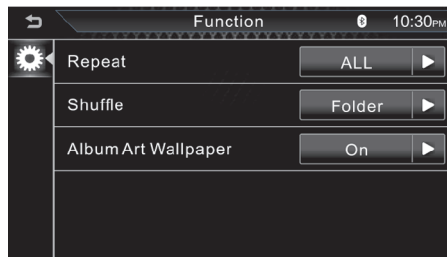 Function 10:30PM
Repeat ALL
Shuffle Folder
Album Art Wallpaper On